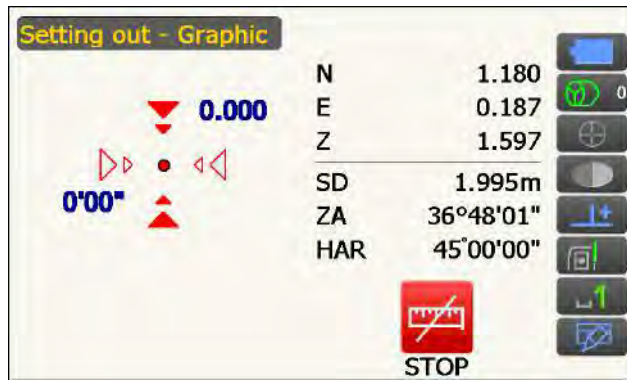 Setting out - Graphic
0.000
0'00"
N 1.180
E 0.187
Z 1.597
SD 1.995m
ZA 36°48'01"
HAR 45°00'00"
STOP
0